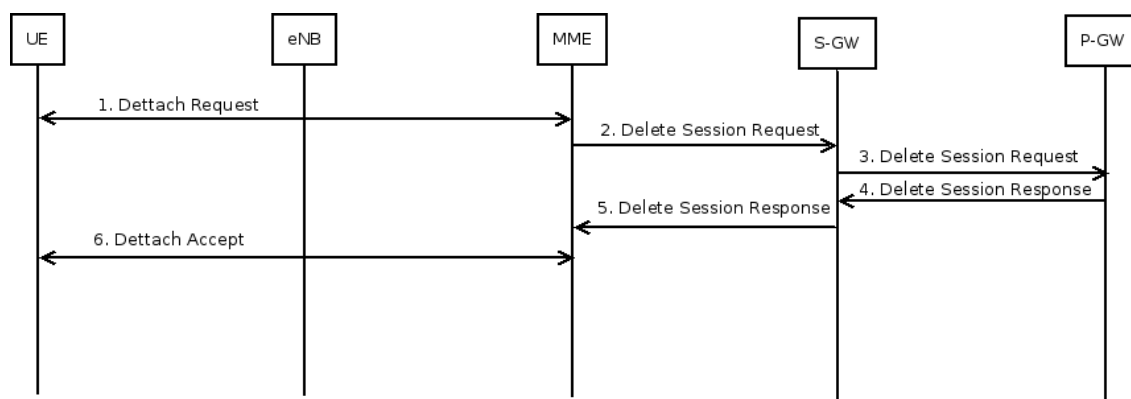 UE
eNB
MME
S-GW
P-GW
1. Dettach Request
2. Delete Session Request
3. Delete Session Request
4. Delete Session Response
5. Delete Session Response
6. Dettach Accept